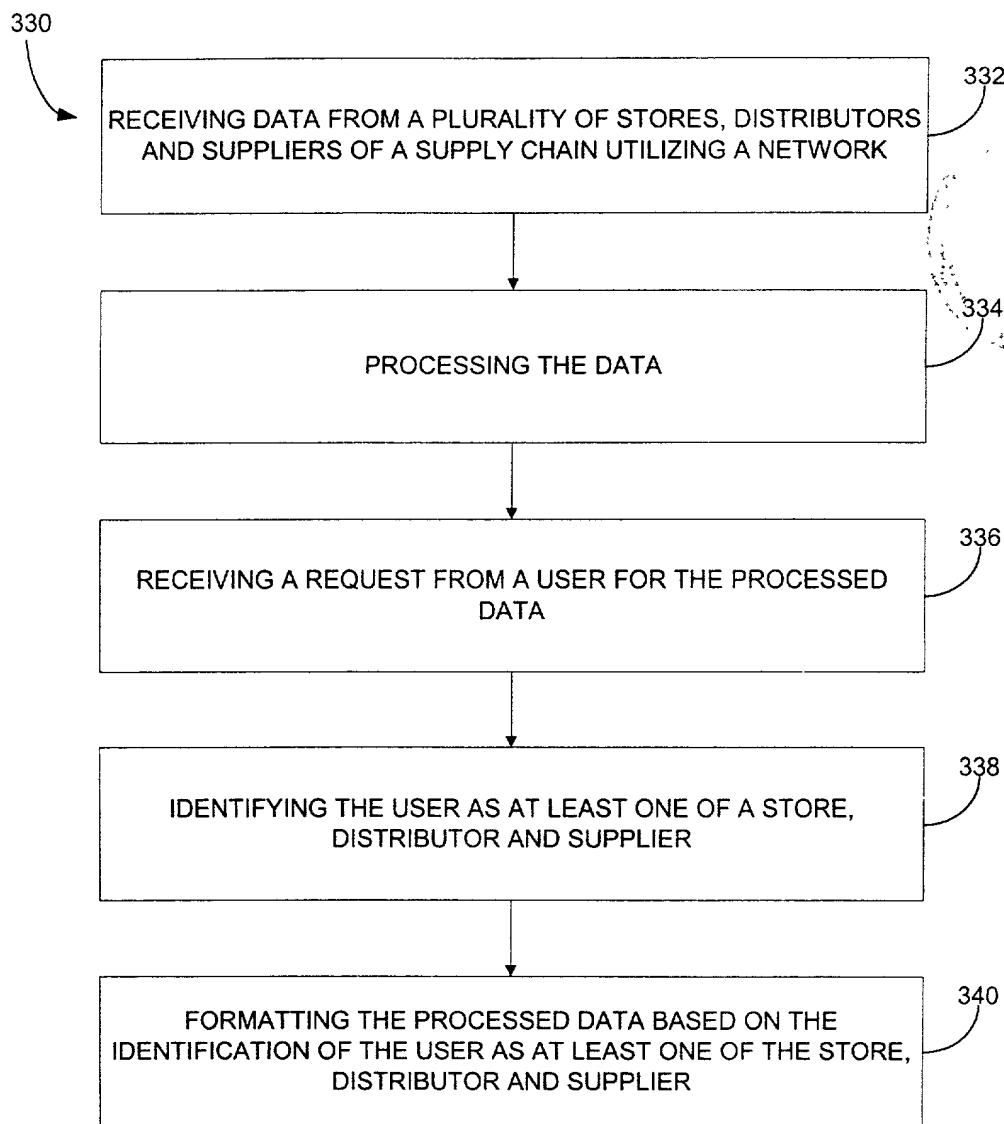 330
332
RECEIVING DATA FROM A PLURALITY OF STORES, DISTRIBUTORS
AND SUPPLIERS OF A SUPPLY CHAIN UTILIZING A NETWORK
334
PROCESSING THE DATA
336
RECEIVING A REQUEST FROM A USER FOR THE PROCESSED
DATA
338
IDENTIFYING THE USER AS AT LEAST ONE OF A STORE,
DISTRIBUTOR AND SUPPLIER
340
FORMATTING THE PROCESSED DATA BASED ON THE
IDENTIFICATION OF THE USER AS AT LEAST ONE OF THE STORE,
DISTRIBUTOR AND SUPPLIER